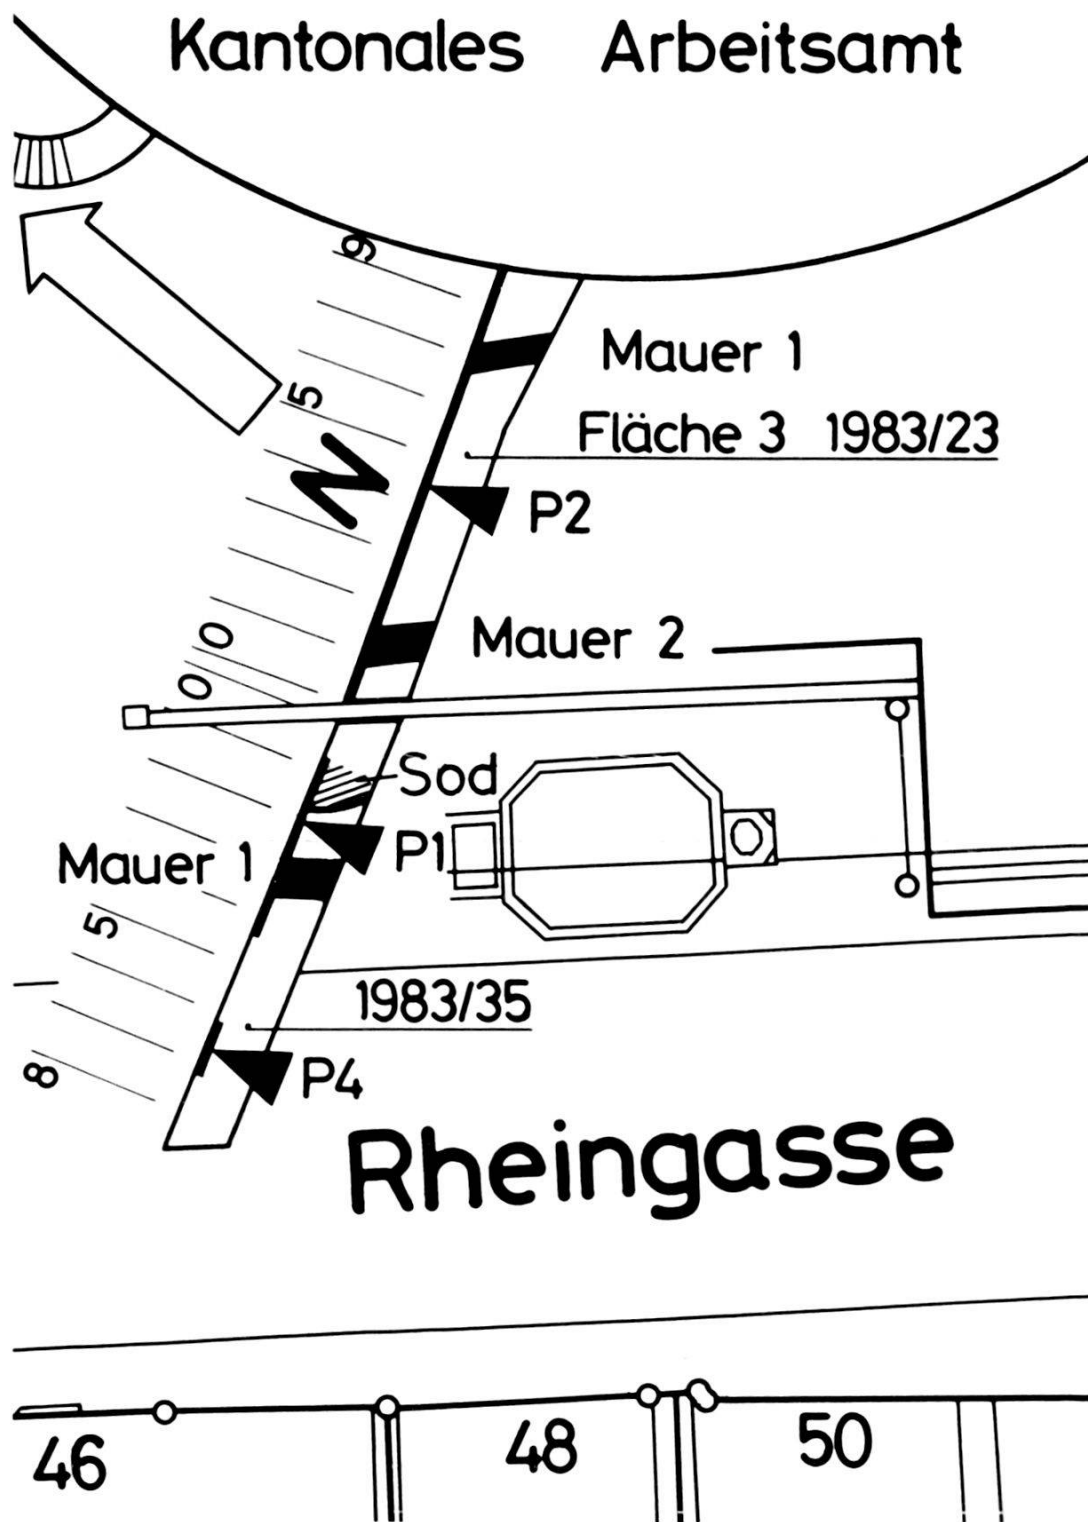 Kantonales Arbeitsamt
9
Mauer 1
5
Fläche 3 1983/23
N
P2
0
Mauer 2
0
Sod
P1
Mauer 1
5
1983/35
8
P4
Rheingasse
46
48
50